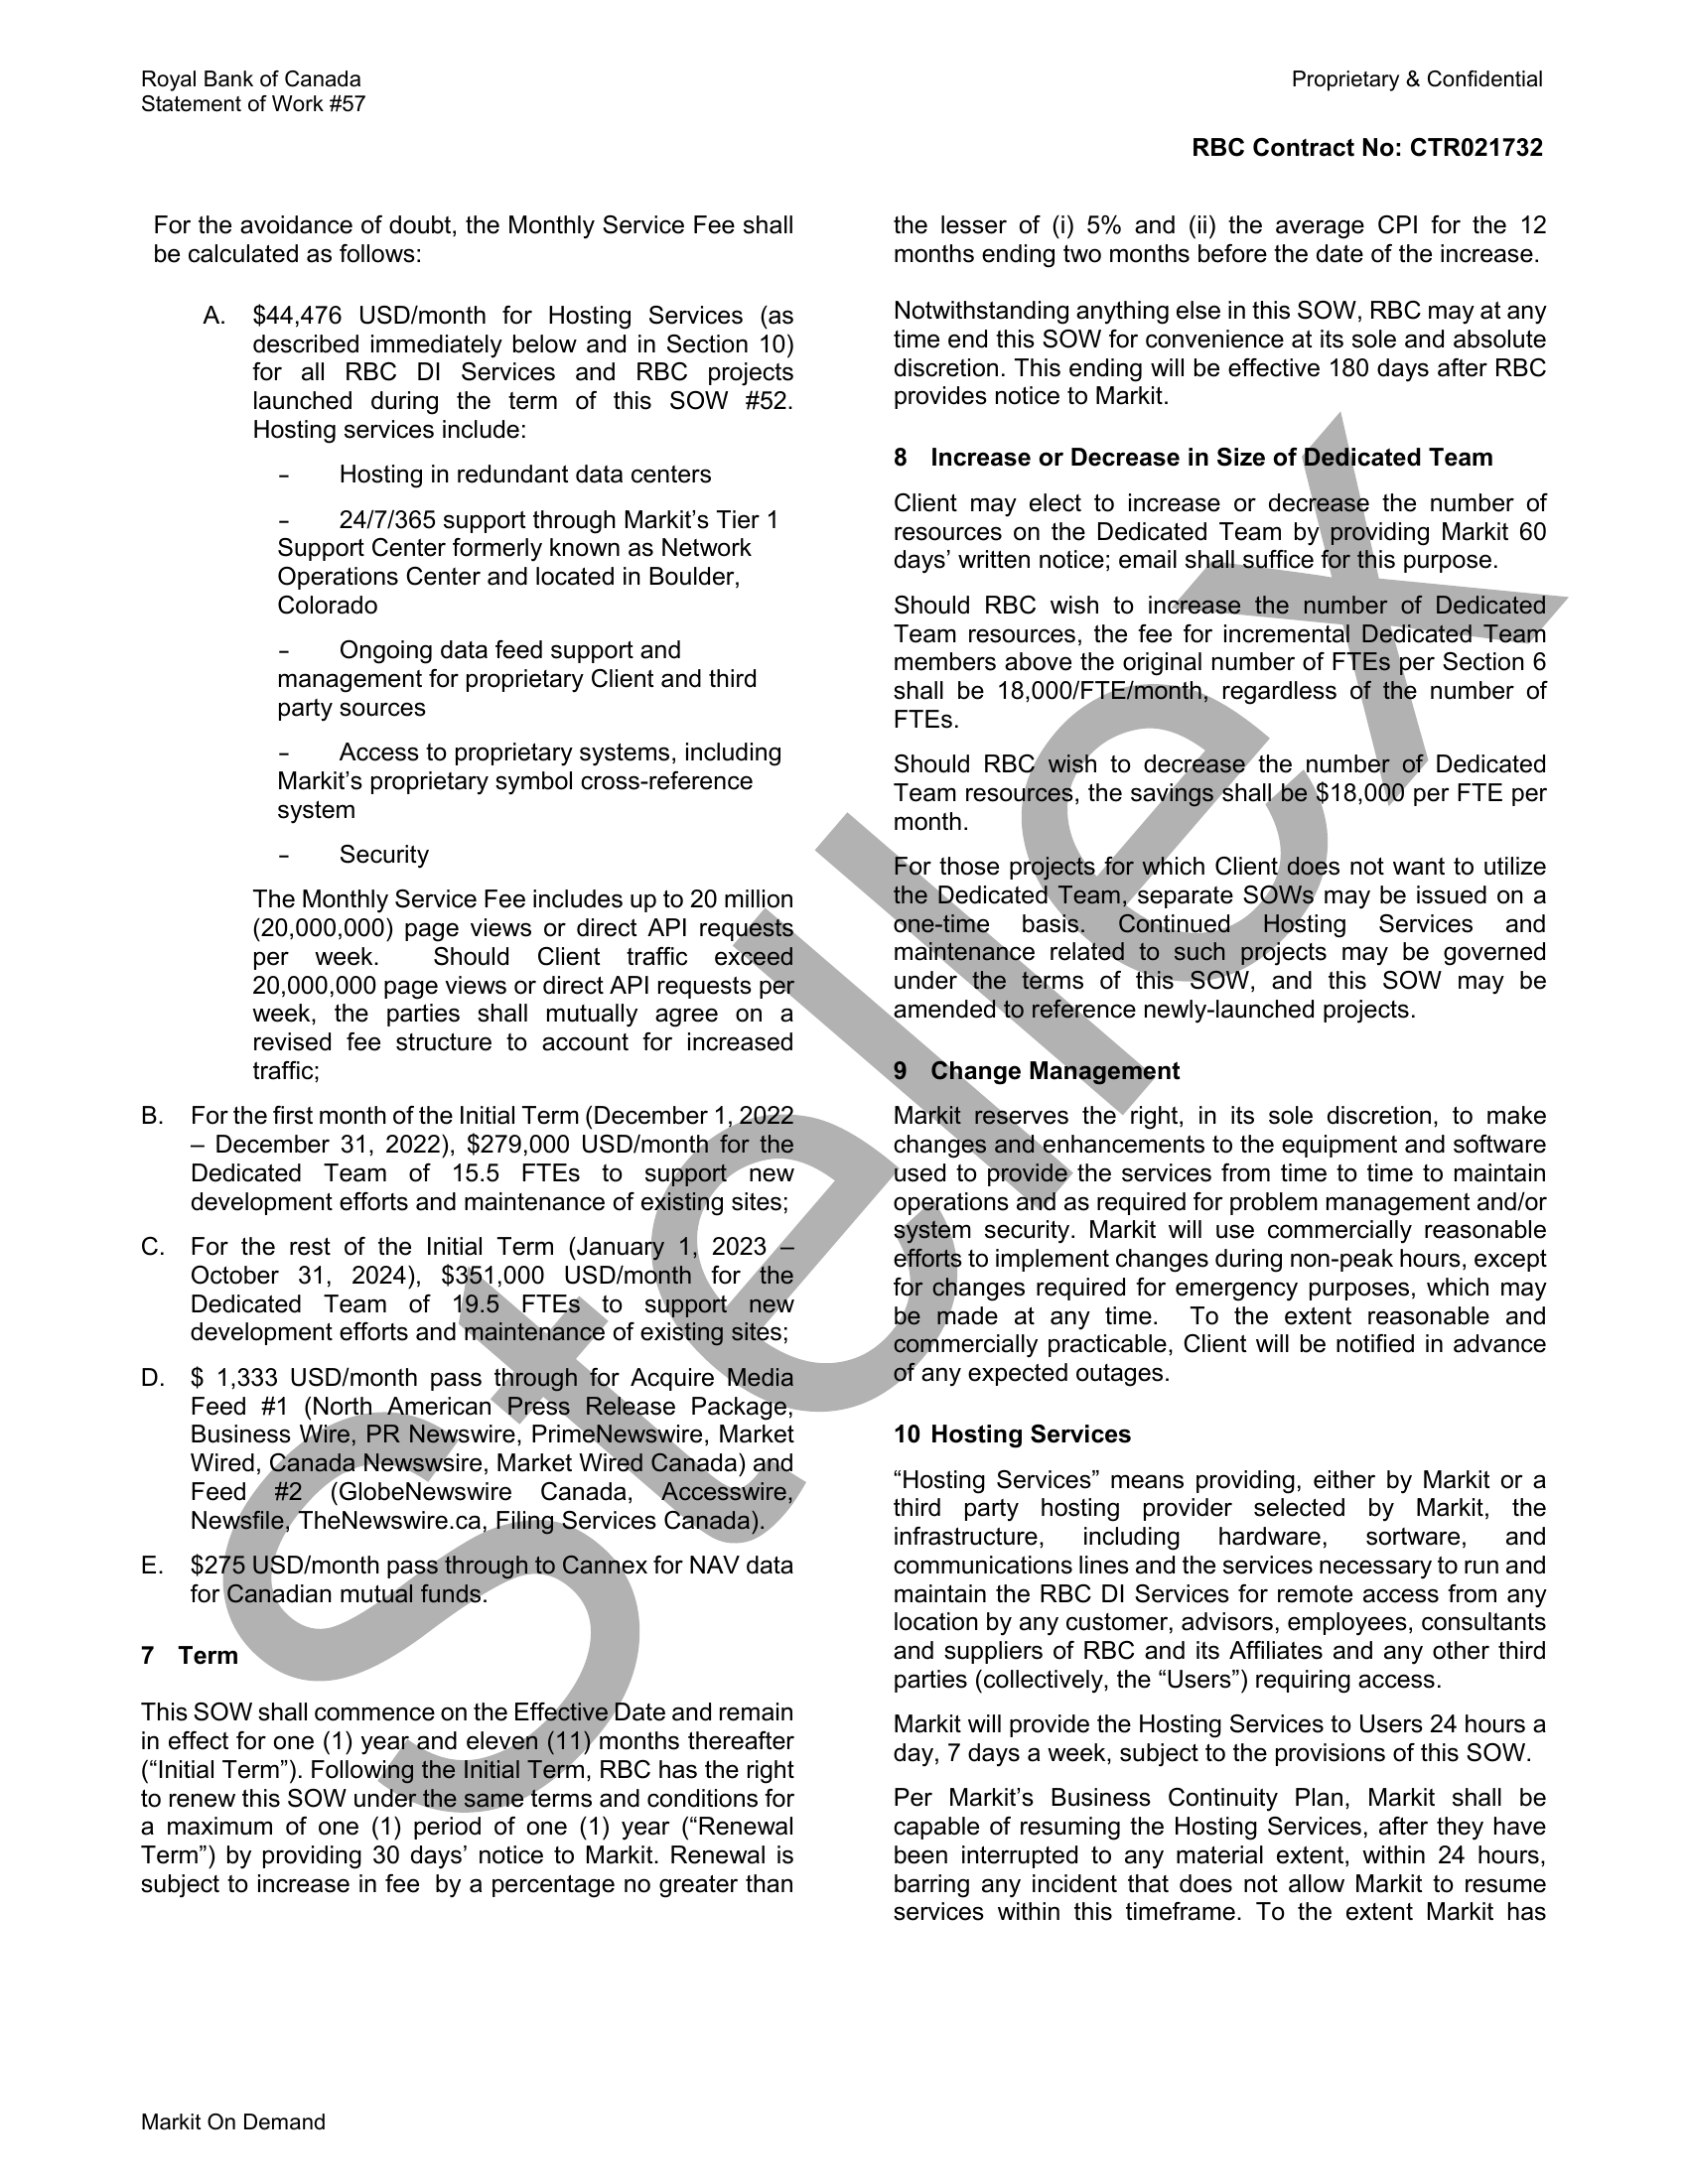 Royal Bank of Canada
Statement of Work #57
Proprietary & Confidential
RBC Contract No: CTR021732
For the avoidance of doubt, the Monthly Service Fee shall
be calculated as follows:
A. $44,476 USD/month for Hosting Services (as
described immediately below and in Section 10)
for all RBC DI Services and RBC projects
launched during the term of this SOW #52.
Hosting services include:
- Hosting in redundant data centers
- 24/7/365 support through Markit’s Tier 1
Support Center formerly known as Network
Operations Center and located in Boulder,
Colorado
- Ongoing data feed support and
management for proprietary Client and third
party sources
- Access to proprietary systems, including
Markit’s proprietary symbol cross-reference
system
- Security
The Monthly Service Fee includes up to 20 million
(20,000,000) page views or direct API requests
per week. Should Client traffic exceed
20,000,000 page views or direct API requests per
week, the parties shall mutually agree on a
revised fee structure to account for increased
traffic;
B. For the first month of the Initial Term (December 1, 2022
– December 31, 2022), $279,000 USD/month for the
Dedicated Team of 15.5 FTEs to support new
development efforts and maintenance of existing sites;
C. For the rest of the Initial Term (January 1, 2023 –
October 31, 2024), $351,000 USD/month for the
Dedicated Team of 19.5 FTEs to support new
development efforts and maintenance of existing sites;
D. $ 1,333 USD/month pass through for Acquire Media
Feed #1 (North American Press Release Package,
Business Wire, PR Newswire, PrimeNewswire, Market
Wired, Canada Newswsire, Market Wired Canada) and
Feed #2 (GlobeNewswire Canada, Accesswire,
Newsfile, TheNewswire.ca, Filing Services Canada).
E. $275 USD/month pass through to Cannex for NAV data
for Canadian mutual funds.
7 Term
This SOW shall commence on the Effective Date and remain
in effect for one (1) year and eleven (11) months thereafter
(“Initial Term”). Following the Initial Term, RBC has the right
to renew this SOW under the same terms and conditions for
a maximum of one (1) period of one (1) year (“Renewal
Term”) by providing 30 days’ notice to Markit. Renewal is
subject to increase in fee by a percentage no greater than
the lesser of (i) 5% and (ii) the average CPI for the 12
months ending two months before the date of the increase.
Notwithstanding anything else in this SOW, RBC may at any
time end this SOW for convenience at its sole and absolute
discretion. This ending will be effective 180 days after RBC
provides notice to Markit.
8 Increase or Decrease in Size of Dedicated Team
Client may elect to increase or decrease the number of
resources on the Dedicated Team by providing Markit 60
days’ written notice; email shall suffice for this purpose.
Should RBC wish to increase the number of Dedicated
Team resources, the fee for incremental Dedicated Team
members above the original number of FTEs per Section 6
shall be 18,000/FTE/month, regardless of the number of
FTEs.
Should RBC wish to decrease the number of Dedicated
Team resources, the savings shall be $18,000 per FTE per
month.
For those projects for which Client does not want to utilize
the Dedicated Team, separate SOWs may be issued on a
one-time basis. Continued Hosting Services and
maintenance related to such projects may be governed
under the terms of this SOW, and this SOW may be
amended to reference newly-launched projects.
9 Change Management
Markit reserves the right, in its sole discretion, to make
changes and enhancements to the equipment and software
used to provide the services from time to time to maintain
operations and as required for problem management and/or
system security. Markit will use commercially reasonable
efforts to implement changes during non-peak hours, except
for changes required for emergency purposes, which may
be made at any time. To the extent reasonable and
commercially practicable, Client will be notified in advance
of any expected outages.
10 Hosting Services
“Hosting Services” means providing, either by Markit or a
third party hosting provider selected by Markit, the
infrastructure, including hardware, sortware, and
communications lines and the services necessary to run and
maintain the RBC DI Services for remote access from any
location by any customer, advisors, employees, consultants
and suppliers of RBC and its Affiliates and any other third
parties (collectively, the “Users”) requiring access.
Markit will provide the Hosting Services to Users 24 hours a
day, 7 days a week, subject to the provisions of this SOW.
Per Markit’s Business Continuity Plan, Markit shall be
capable of resuming the Hosting Services, after they have
been interrupted to any material extent, within 24 hours,
barring any incident that does not allow Markit to resume
services within this timeframe. To the extent Markit has
Markit On Demand
Stellex